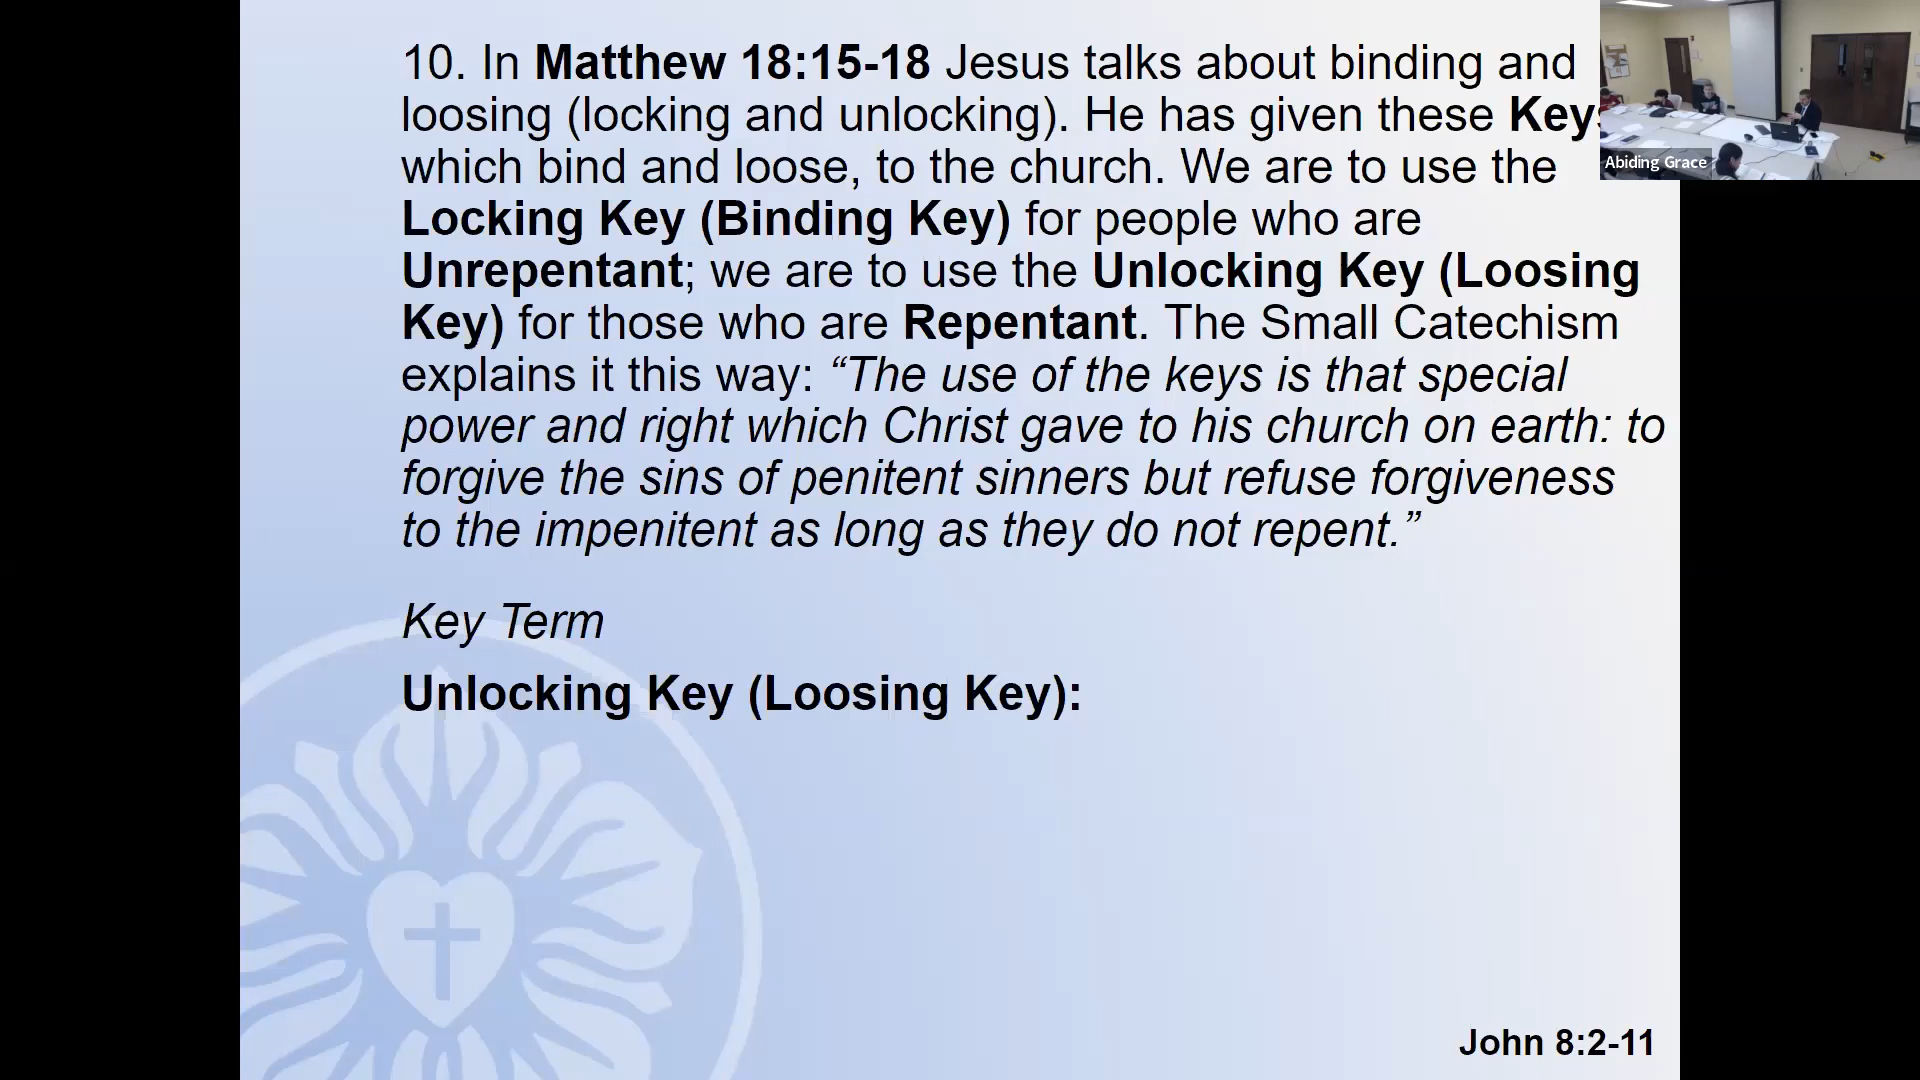 10. In Matthew 18:15-18 Jesus talks about binding and
loosing (locking and unlocking). He has given these Keys
which bind and loose, to the church. We are to use the
Locking Key (Binding Key) for people who are
Unrepentant; we are to use the Unlocking Key (Loosing
Key) for those who are Repentant. The Small Catechism
explains it this way: “The use of the keys is that special
power and right which Christ gave to his church on earth: to
forgive the sins of penitent sinners but refuse forgiveness
to the impenitent as long as they do not repent.”
Key Term
Unlocking Key (Loosing Key):
John 8:2-11
Abiding Grace